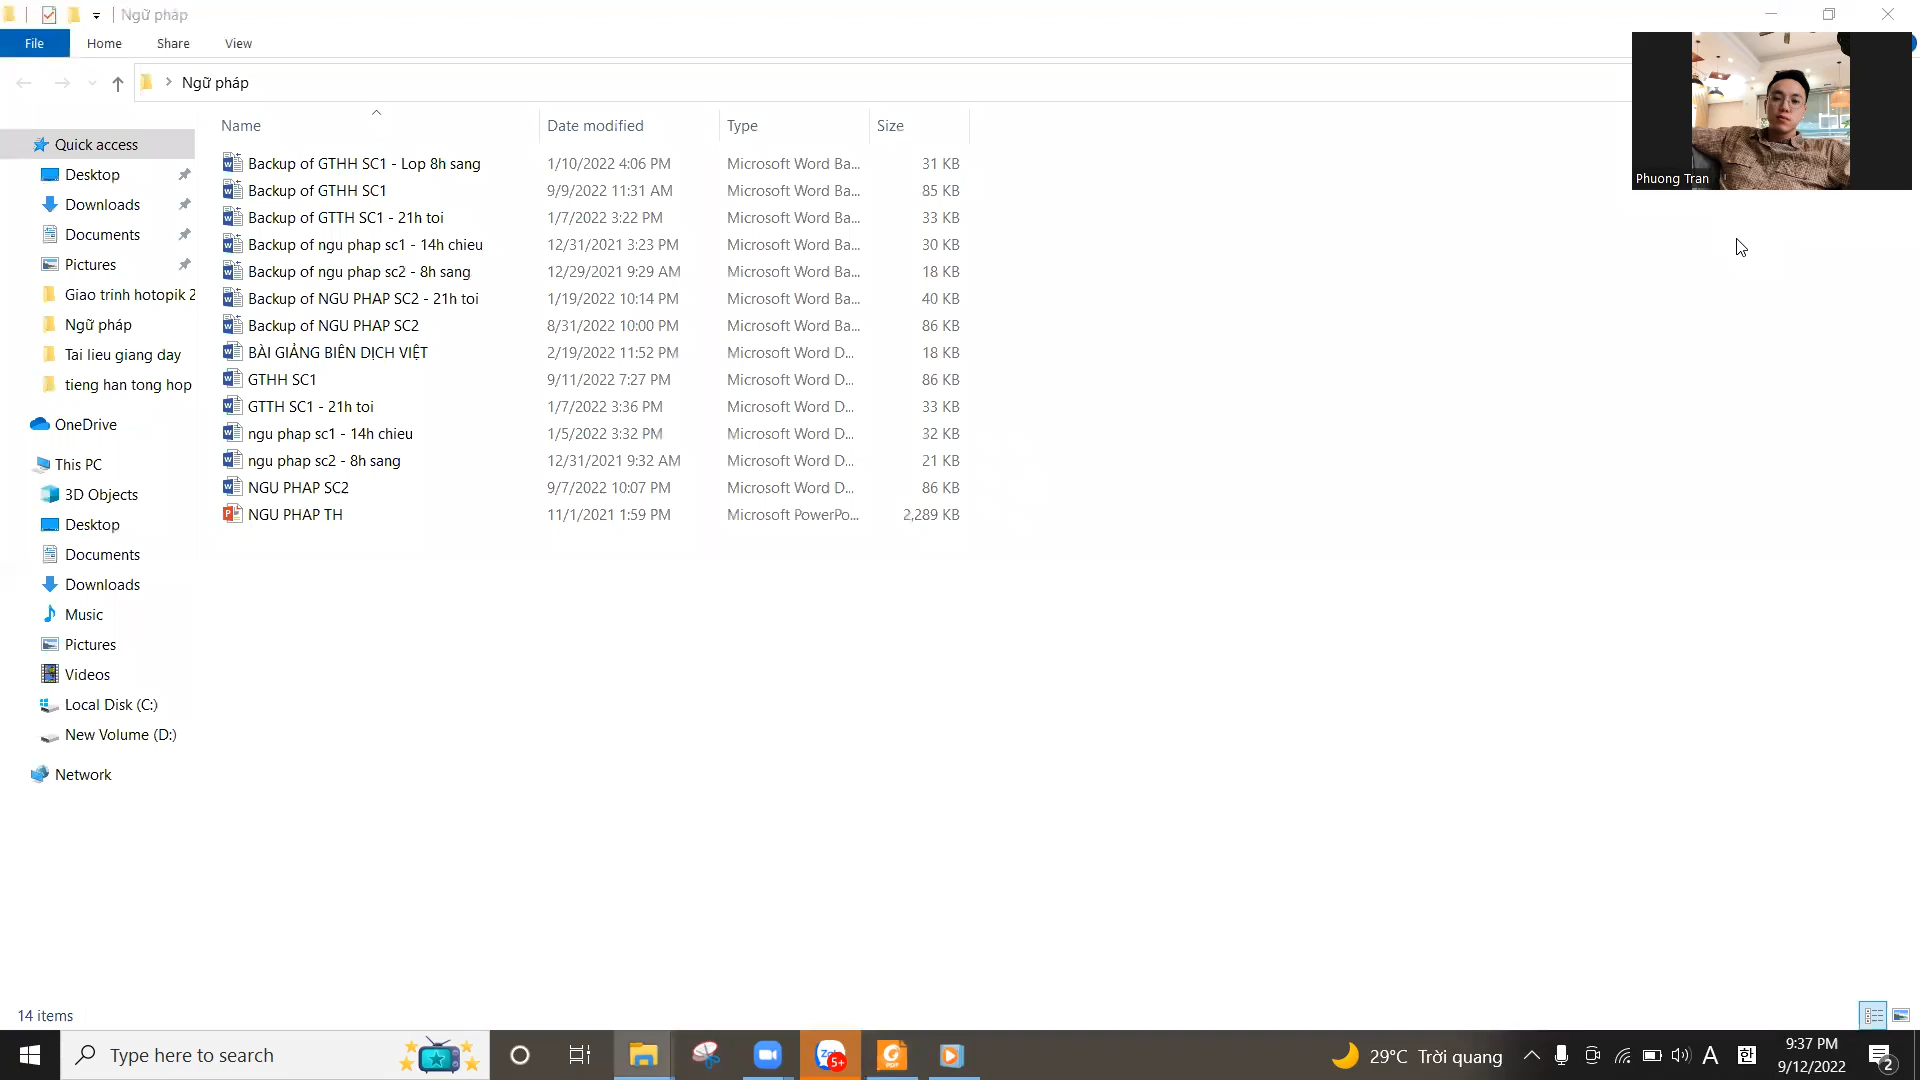 Ngữ pháp
File Home Share View
Ngữ pháp
Name Date modified Type Size
Quick access
Desktop
Downloads
Documents
Pictures
Giao trinh hotopik 2
Ngữ pháp
Tai lieu giang day
tieng han tong hop
OneDrive
This PC
3D Objects
Desktop
Documents
Downloads
Music
Pictures
Videos
Local Disk (C:)
New Volume (D:)
Network
Backup of GTHH SC1 - Lop 8h sang 1/10/2022 4:06 PM Microsoft Word Ba... 31 KB
Backup of GTHH SC1 9/9/2022 11:31 AM Microsoft Word Ba... 85 KB
Backup of GTTH SC1 - 21h toi 1/7/2022 3:22 PM Microsoft Word Ba... 33 KB
Backup of ngu phap sc1 - 14h chieu 12/31/2021 3:23 PM Microsoft Word Ba... 30 KB
Backup of ngu phap sc2 - 8h sang 12/29/2021 9:29 AM Microsoft Word Ba... 18 KB
Backup of NGU PHAP SC2 - 21h toi 1/19/2022 10:14 PM Microsoft Word Ba... 40 KB
Backup of NGU PHAP SC2 8/31/2022 10:00 PM Microsoft Word Ba... 86 KB
BÀI GIẢNG BIÊN DỊCH VIỆT 2/19/2022 11:52 PM Microsoft Word D... 18 KB
GTHH SC1 9/11/2022 7:27 PM Microsoft Word D... 86 KB
GTTH SC1 - 21h toi 1/7/2022 3:36 PM Microsoft Word D... 33 KB
ngu phap sc1 - 14h chieu 1/5/2022 3:32 PM Microsoft Word D... 32 KB
ngu phap sc2 - 8h sang 12/31/2021 9:32 AM Microsoft Word D... 21 KB
NGU PHAP SC2 9/7/2022 10:07 PM Microsoft Word D... 86 KB
NGU PHAP TH 11/1/2021 1:59 PM Microsoft PowerPo... 2,289 KB
Phuong Tran
14 items
Type here to search
5+
PDF
29°C Trời quang
A 한
9:37 PM
9/12/2022
2